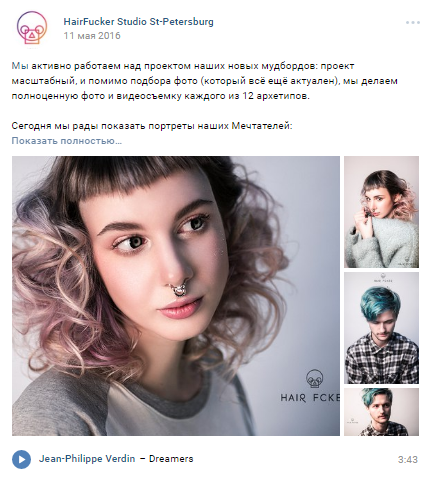 HairFucker Studio St-Petersburg
11 мая 2016
Мы активно работаем над проектом наших новых мудбордов: проект
масштабный, и помимо подбора фото (который всё ещё актуален), мы делаем
полноценную фото и видеосъемку каждого из 12 архетипов.
Сегодня мы рады показать портреты наших Мечтателей:
Показать полностью…
HAIR FCKE
Jean-Philippe Verdin – Dreamers
3:43